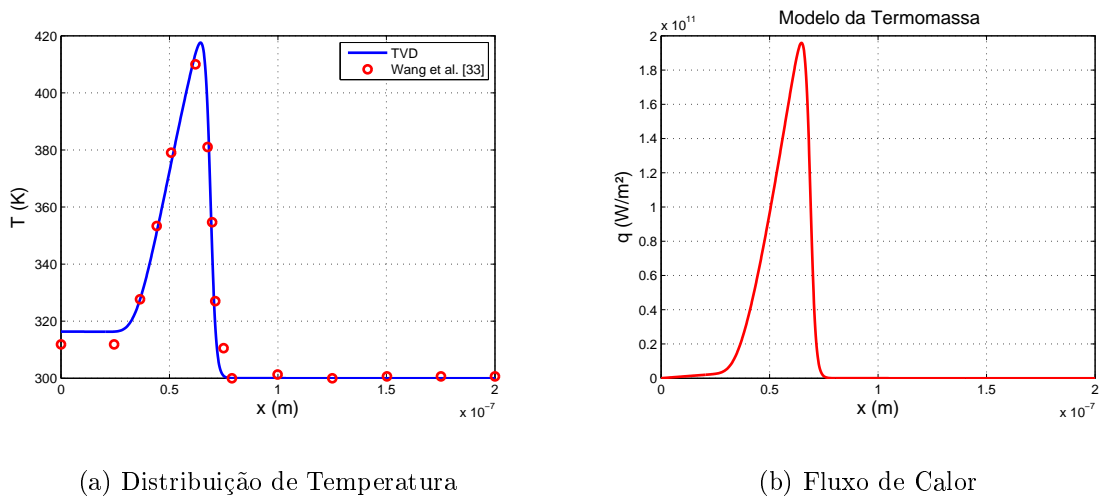 420
400
380
360
340
320
300
T (K)
TVD
Wang et al. [33]
0
0.5
1
1.5
2
x 10⁻⁷
x (m)
(a) Distribuição de Temperatura
x 10¹¹
Modelo da Termomassa
2
1.8
1.6
1.4
1.2
1
0.8
0.6
0.4
0.2
0
q (W/m²)
0
0.5
1
1.5
2
x 10⁻⁷
x (m)
(b) Fluxo de Calor